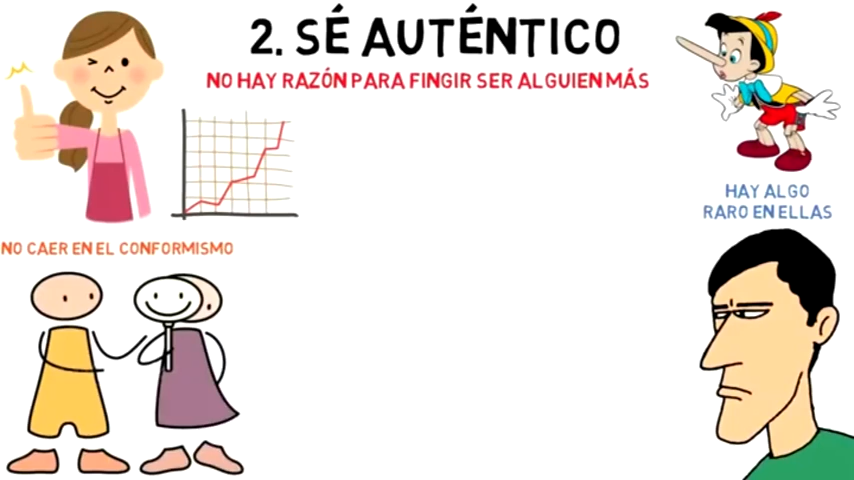 2. SÉ AUTÉNTICO
NO HAY RAZÓN PARA FINGIR SER ALGUIEN MÁS
HAY ALGO
RARO EN ELLAS
NO CAER EN EL CONFORMISMO